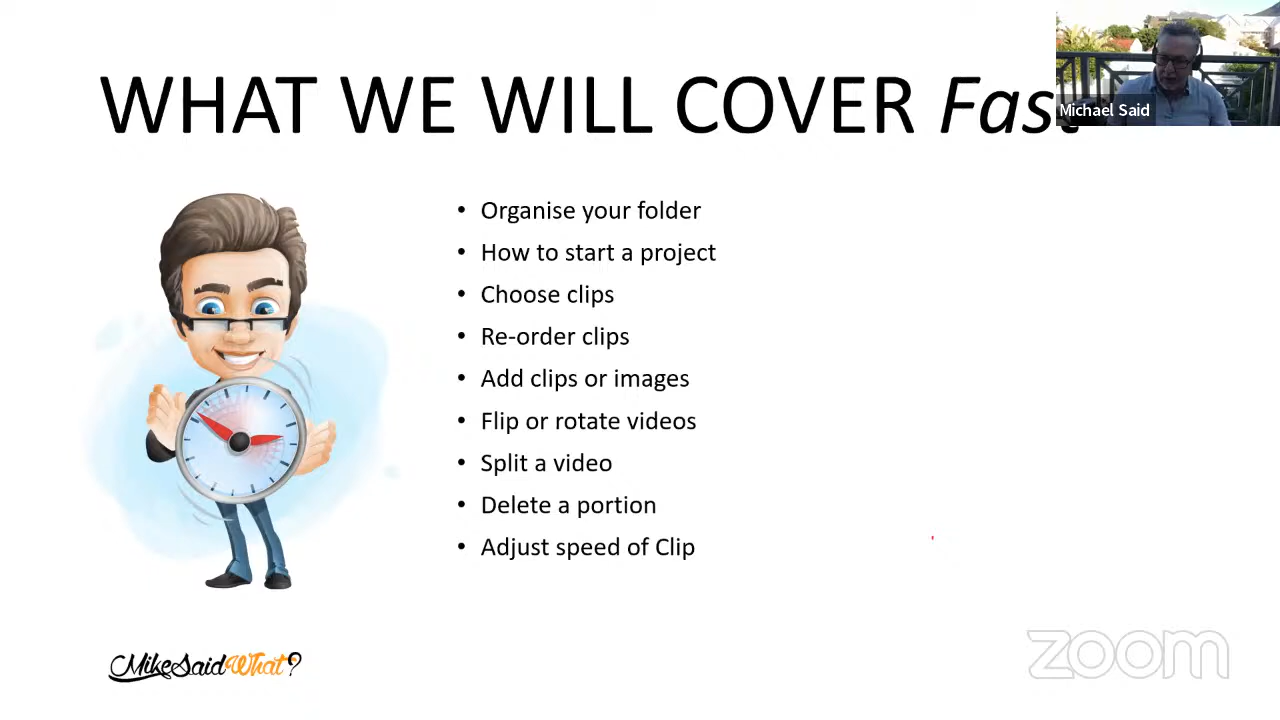 WHAT WE WILL COVER Fast
Michael Said
• Organise your folder
• How to start a project
• Choose clips
• Re-order clips
• Add clips or images
• Flip or rotate videos
• Split a video
• Delete a portion
• Adjust speed of Clip
MikeSaidWhat?
zoom